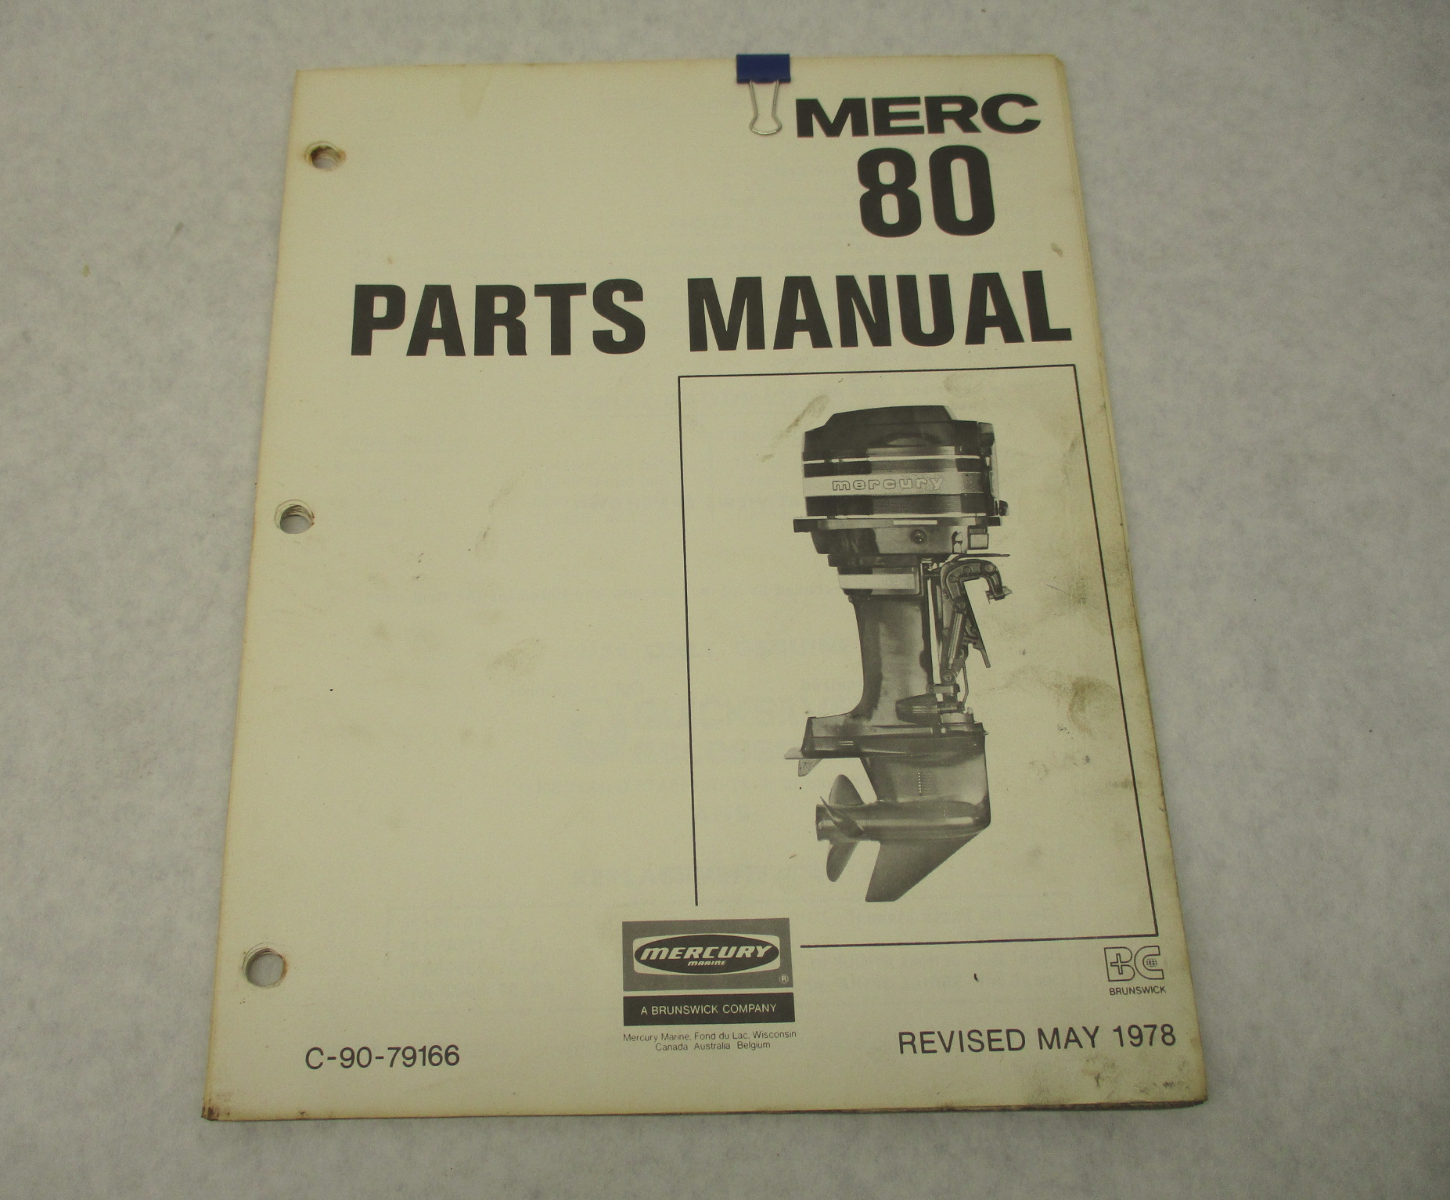 MERC
80
PARTS MANUAL
mercury
MERCURY
MARINE
®
A BRUNSWICK COMPANY
Mercury Marine, Fond du Lac, Wisconsin
Canada Australia Belgium
BC
BRUNSWICK
C-90-79166
REVISED MAY 1978